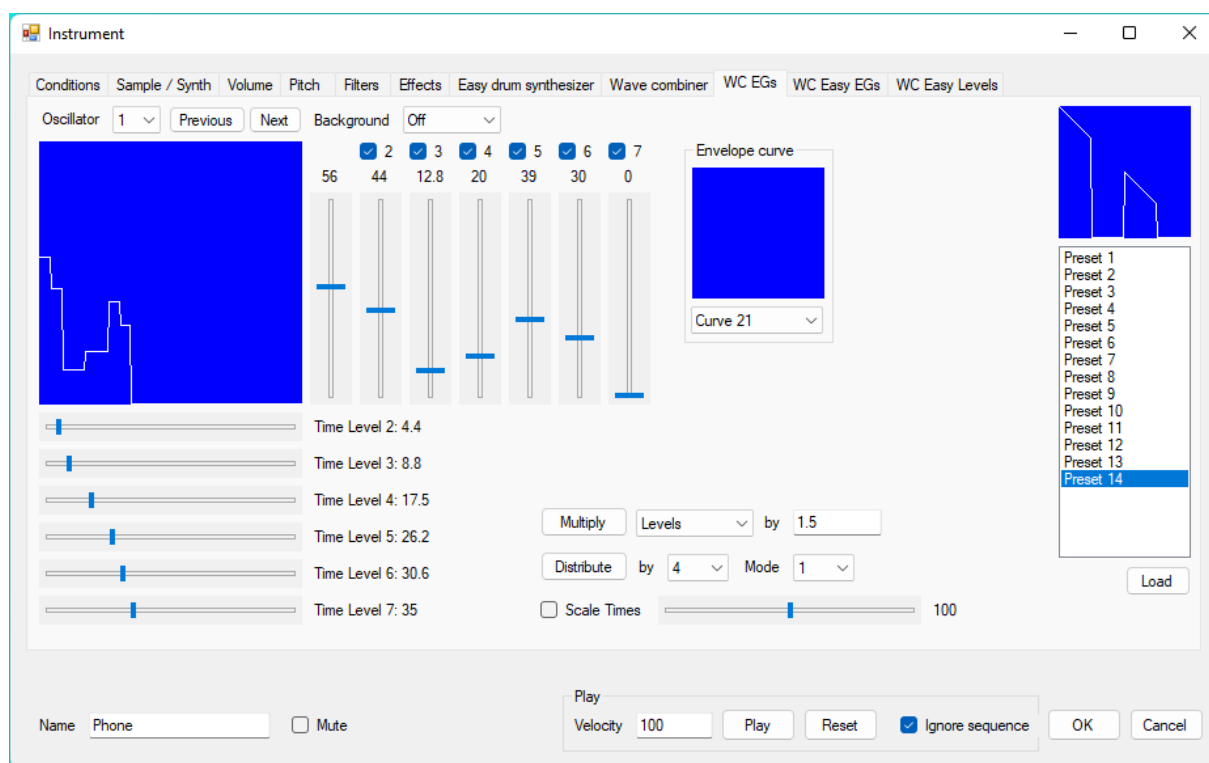 Instrument
Conditions Sample / Synth Volume Pitch Filters Effects Easy drum synthesizer Wave combiner WC EGs WC Easy EGs WC Easy Levels
Oscillator 1 Previous Next Background Off
2 3 4 5 6 7
56 44 12.8 20 39 30 0
Envelope curve
Curve 21
Preset 1
Preset 2
Preset 3
Preset 4
Preset 5
Preset 6
Preset 7
Preset 8
Preset 9
Preset 10
Preset 11
Preset 12
Preset 13
Preset 14
Load
Time Level 2: 4.4
Time Level 3: 8.8
Time Level 4: 17.5
Time Level 5: 26.2
Time Level 6: 30.6
Time Level 7: 35
Multiply Levels by 1.5
Distribute by 4 Mode 1
Scale Times 100
Name Phone Mute
Play
Velocity 100 Play Reset Ignore sequence OK Cancel